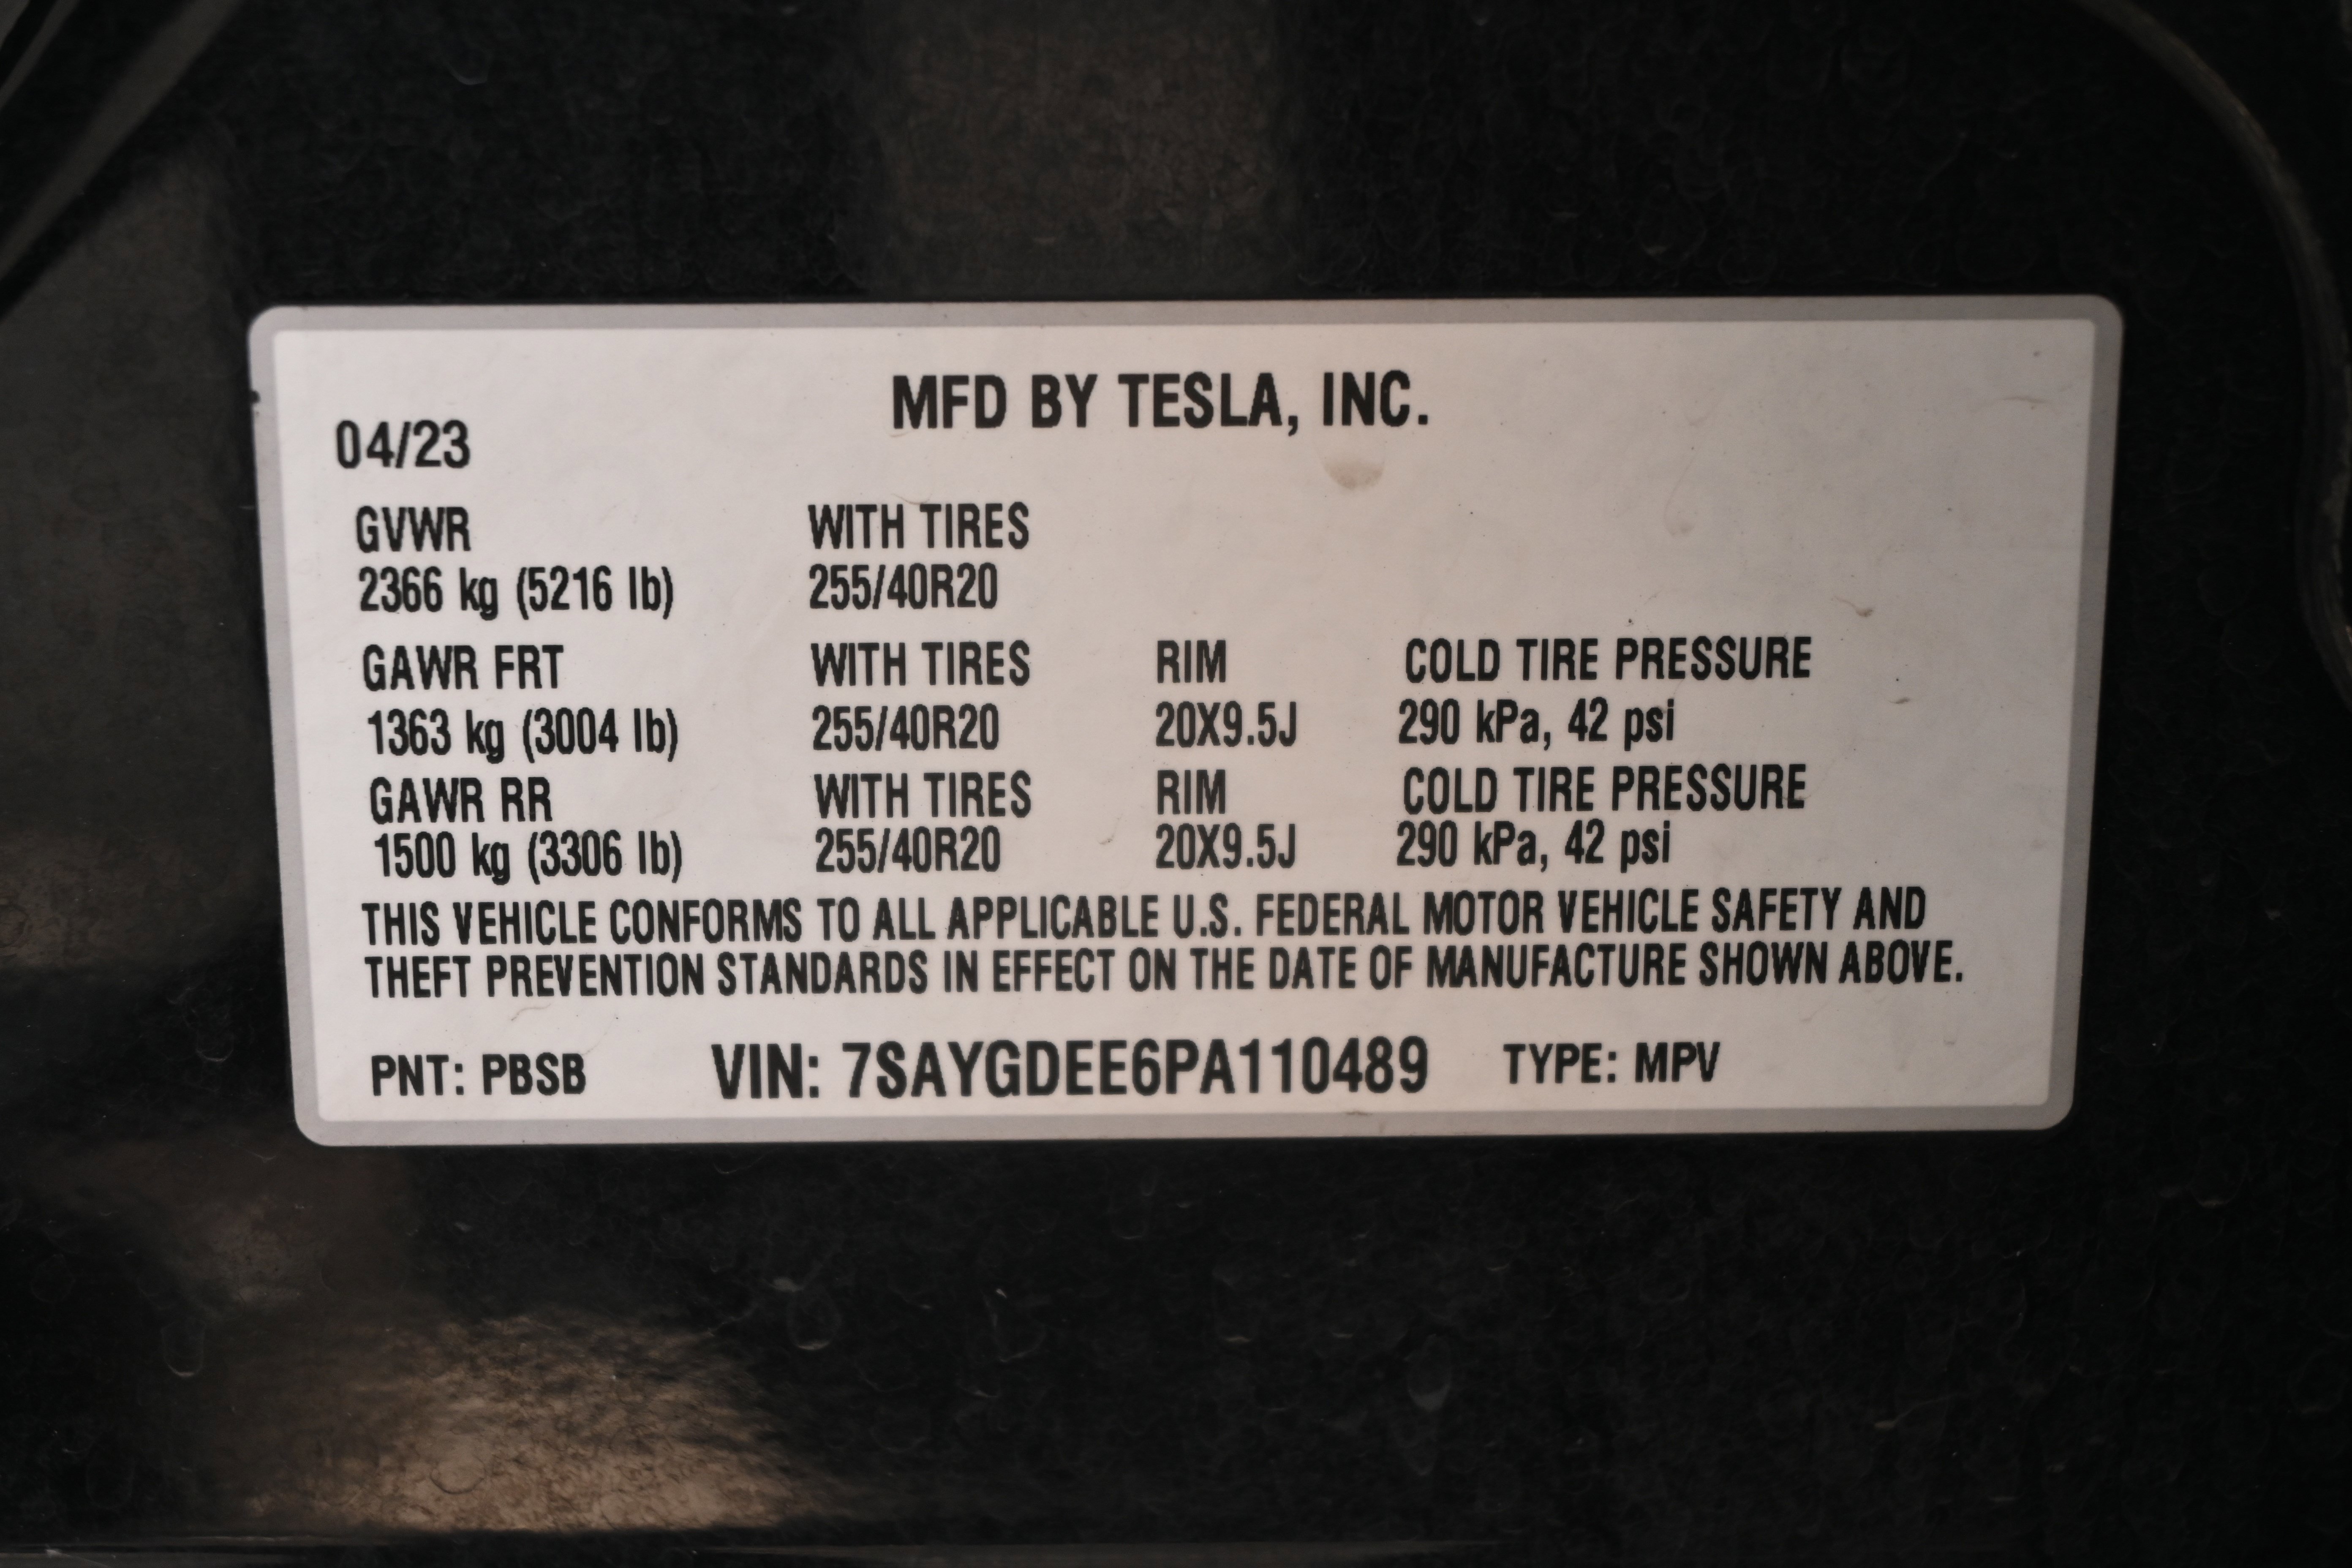 MFD BY TESLA, INC.
04/23
GVWR WITH TIRES
2366 kg (5216 lb) 255/40R20
GAWR FRT WITH TIRES RIM COLD TIRE PRESSURE
1363 kg (3004 lb) 255/40R20 20X9.5J 290 kPa, 42 psi
GAWR RR WITH TIRES RIM COLD TIRE PRESSURE
1500 kg (3306 lb) 255/40R20 20X9.5J 290 kPa, 42 psi
THIS VEHICLE CONFORMS TO ALL APPLICABLE U.S. FEDERAL MOTOR VEHICLE SAFETY AND
THEFT PREVENTION STANDARDS IN EFFECT ON THE DATE OF MANUFACTURE SHOWN ABOVE.
PNT: PBSB VIN: 7SAYGDEE6PA110489 TYPE: MPV